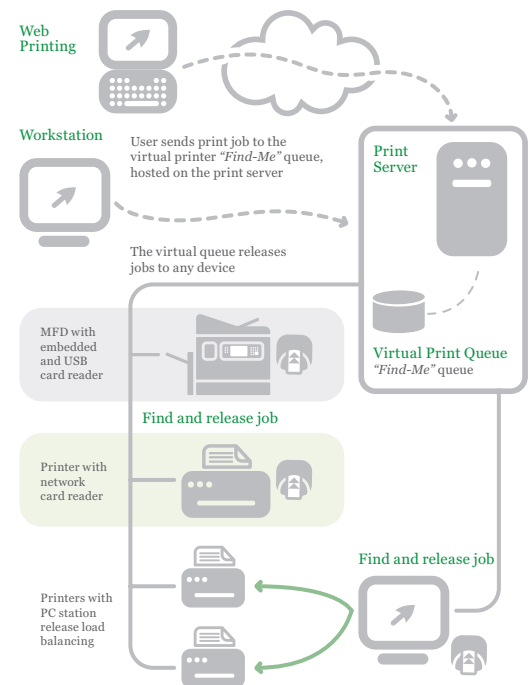 Web
Printing
Workstation
User sends print job to the
virtual printer “Find-Me” queue,
hosted on the print server
Print
Server
The virtual queue releases
jobs to any device
Virtual Print Queue
“Find-Me” queue
MFD with
embedded
and USB
card reader
Find and release job
Printer with
network
card reader
Find and release job
Printers with
PC station
release load
balancing